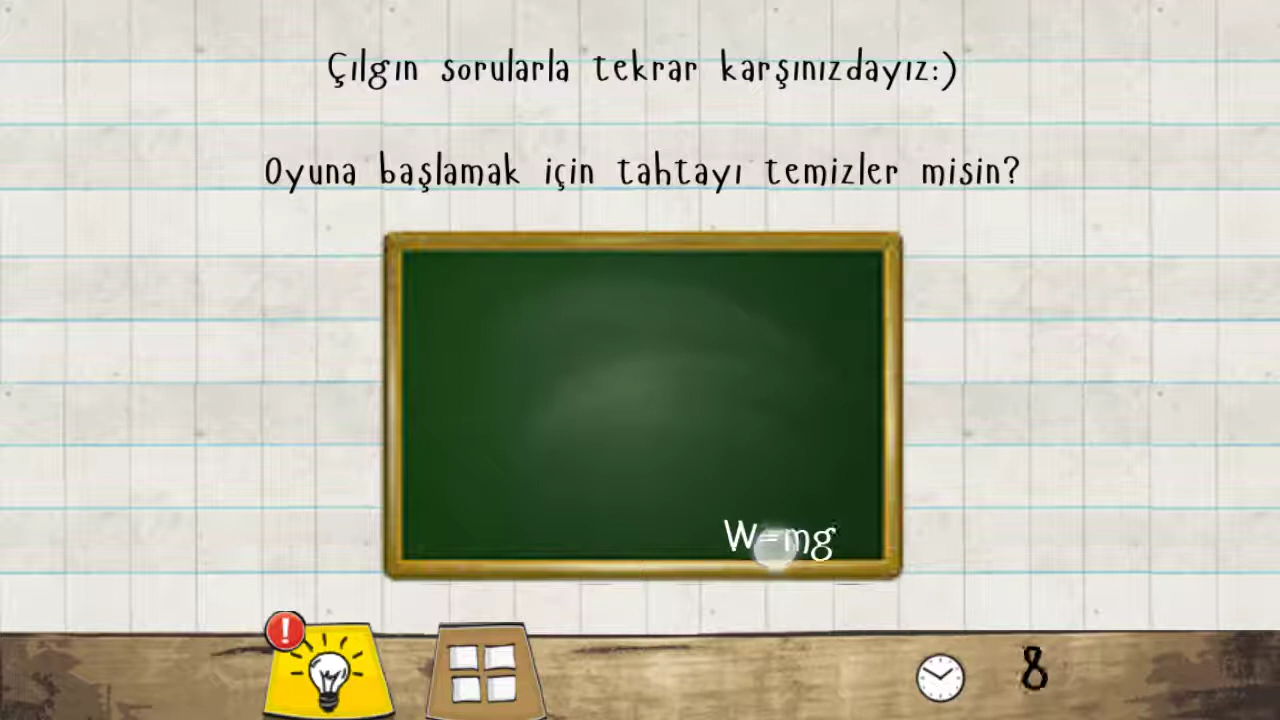 Çılgın sorularla tekrar karşınızdayız:)
Oyuna başlamak için tahtayı temizler misin?
W=mg
!
8